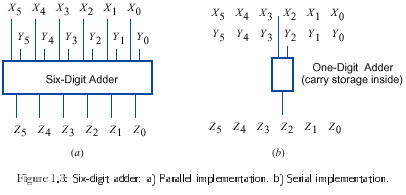 X5 X4 X3 X2 X1 X0
Y5 Y4 Y3 Y2 Y1 Y0
Six-Digit Adder
Z5 Z4 Z3 Z2 Z1 Z0
(a)
X5 X4 X3 X2 X1 X0
Y5 Y4 Y3 Y2 Y1 Y0
One-Digit Adder
(carry storage inside)
Z5 Z4 Z3 Z2 Z1 Z0
(b)
Figure 1.3: Six-digit adder: a) Parallel implementation. b) Serial implementation.